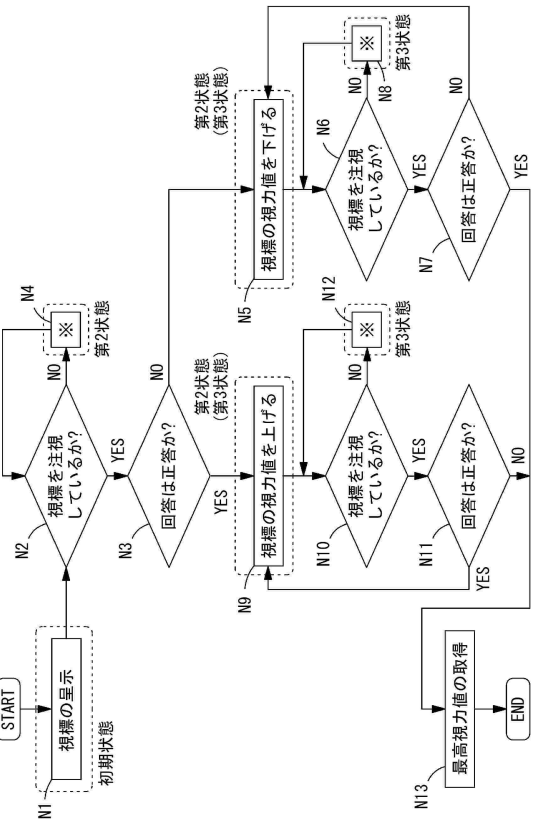 START
N1
視標の呈示
初期状態
N2
視標を注視
しているか?
NO
N4
※
第2状態
YES
N3
回答は正答か?
NO
YES
第2状態
(第3状態)
N9
視標の視力値を上げる
N10
視標を注視
しているか?
NO
N12
※
第3状態
YES
N11
回答は正答か?
YES
NO
第2状態
(第3状態)
N5
視標の視力値を下げる
N6
視標を注視
しているか?
NO
N8
※
第3状態
YES
N7
回答は正答か?
NO
YES
N13
最高視力値の取得
END